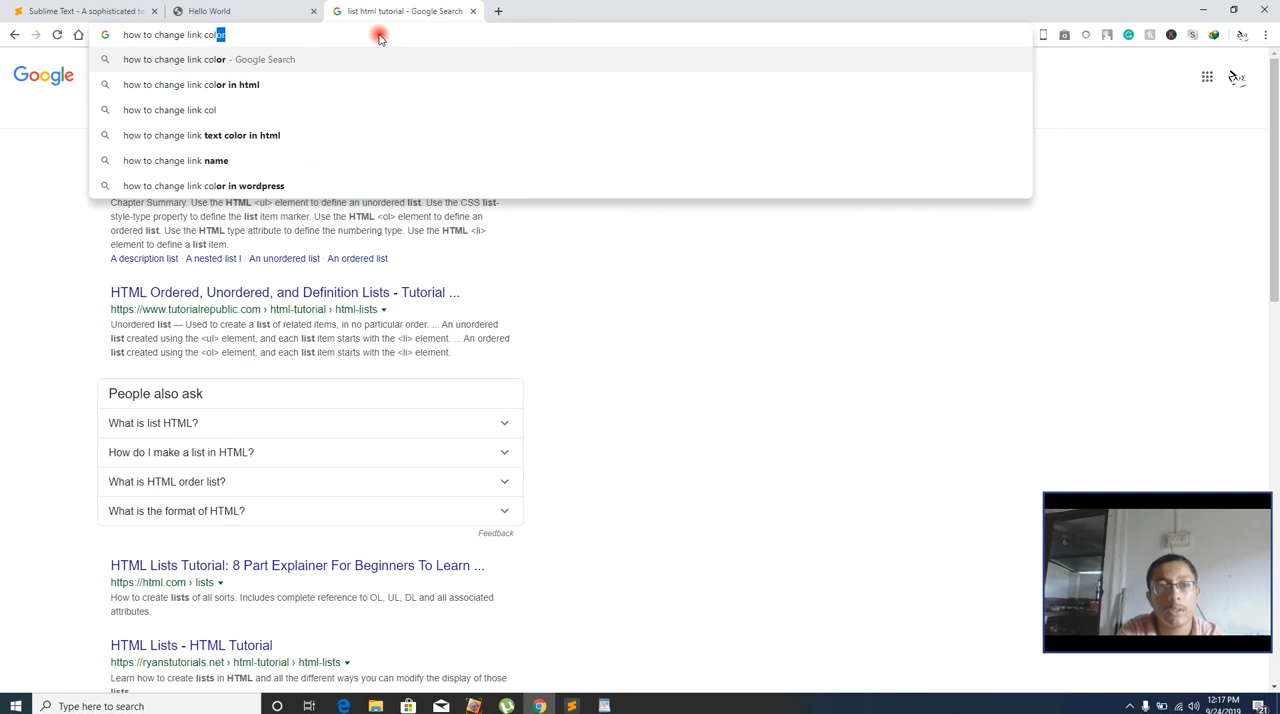 Sublime Text - A sophisticated t
Hello World
list html tutorial - Google Search
how to change link color
how to change link color - Google Search
how to change link color in html
how to change link col
how to change link text color in html
how to change link name
how to change link color in wordpress
Google
Chapter Summary. Use the HTML <ul> element to define an unordered list. Use the CSS list-
style-type property to define the list item marker. Use the HTML <ol> element to define an
ordered list. Use the HTML type attribute to define the numbering type. Use the HTML <li>
element to define a list item.
A description list · A nested list I · An unordered list · An ordered list
HTML Ordered, Unordered, and Definition Lists - Tutorial ...
https://www.tutorialrepublic.com › html-tutorial › html-lists
Unordered list — Used to create a list of related items, in no particular order. ... An unordered
list created using the <ul> element, and each list item starts with the <li> element. ... An ordered
list created using the <ol> element, and each list item starts with the <li> element.
People also ask
What is list HTML?
How do I make a list in HTML?
What is HTML order list?
What is the format of HTML?
Feedback
HTML Lists Tutorial: 8 Part Explainer For Beginners To Learn ...
https://html.com › lists
How to create lists of all sorts. Includes complete reference to OL, UL, DL and all associated
attributes.
HTML Lists - HTML Tutorial
https://ryanstutorials.net › html-tutorial › html-lists
Learn how to create lists in HTML and all the different ways you can modify the display of those
lists
Type here to search
12:17 PM
9/24/2019
21